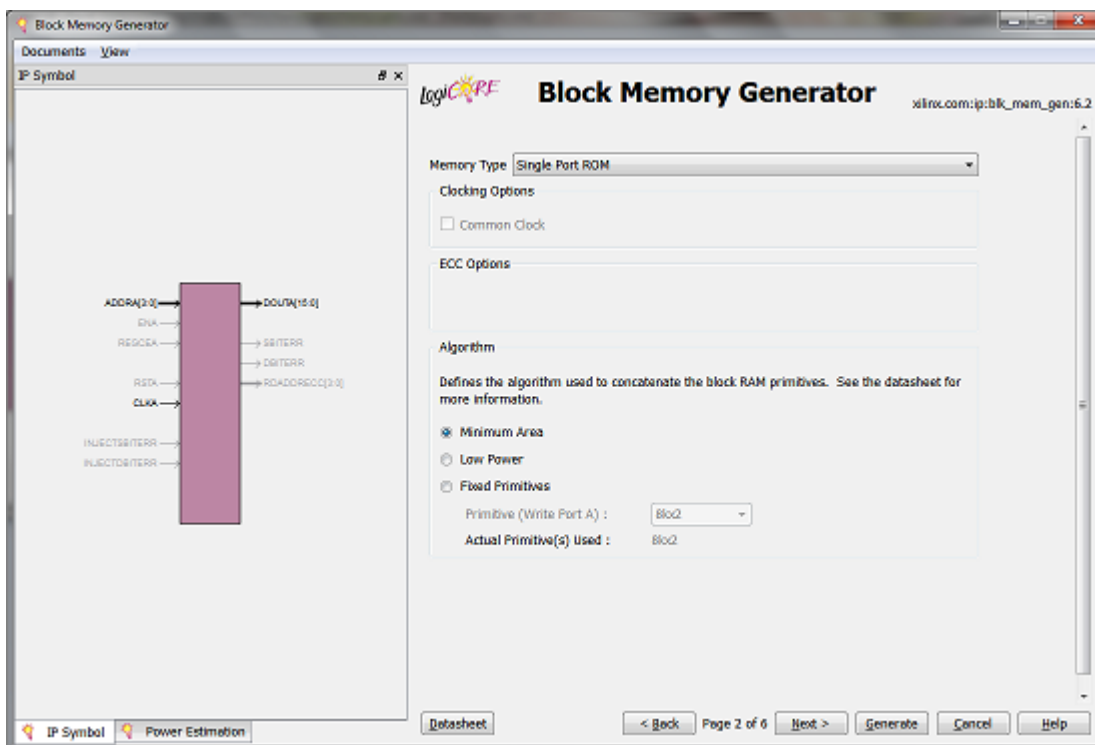 Block Memory Generator
Documents View
IP Symbol
LogiCORE
Block Memory Generator
xilinx.com:ip:blk_mem_gen:6.2
Memory Type Single Port ROM
Clocking Options
Common Clock
ECC Options
Algorithm
Defines the algorithm used to concatenate the block RAM primitives. See the datasheet for
more information.
Minimum Area
Low Power
Fixed Primitives
Primitive (Write Port A) : 8kx2
Actual Primitive(s) Used : 8kx2
ADDRA[3:0]
DOUTA[15:0]
ENA
REGCEA
SBITERR
DBITERR
RSTA
RDADDRECC[3:0]
CLKA
INJECTSBITERR
INJECTDBITERR
IP Symbol
Power Estimation
Datasheet
< Back
Page 2 of 6
Next >
Generate
Cancel
Help